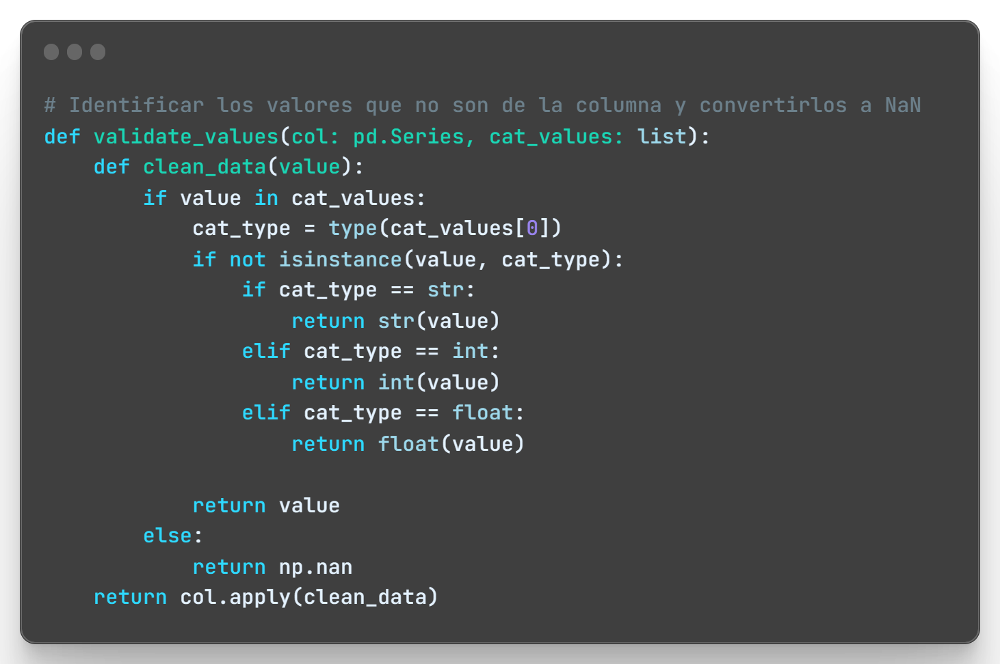 # Identificar los valores que no son de la columna y convertirlos a NaN
def validate_values(col: pd.Series, cat_values: list):
    def clean_data(value):
        if value in cat_values:
            cat_type = type(cat_values[0])
            if not isinstance(value, cat_type):
                if cat_type == str:
                    return str(value)
                elif cat_type == int:
                    return int(value)
                elif cat_type == float:
                    return float(value)

            return value
        else:
            return np.nan
    return col.apply(clean_data)